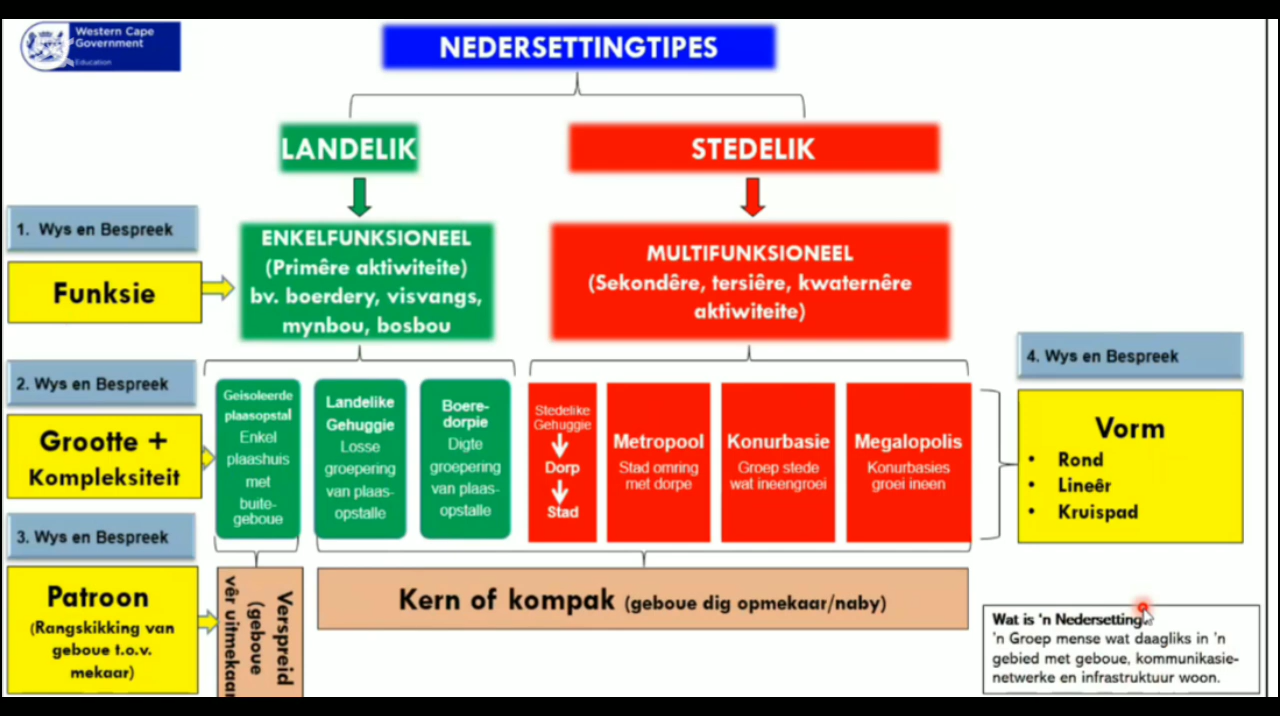 Western Cape
Government
Education
NEDERSETTINGTIPES
LANDELIK
STEDELIK
1. Wys en Bespreek
Funksie
ENKELFUNKSIONEEL
(Primêre aktiwiteite)
bv. boerdery, visvangs,
mynbou, bosbou
MULTIFUNKSIONEEL
(Sekondêre, tersiêre, kwaternêre
aktiwiteite)
2. Wys en Bespreek
Grootte +
Kompleksiteit
Geisoleerde
plaasopstal
Enkel
plaashuis
met
buite-
geboue
Landelike
Gehuggie
Losse
groepering
van plaas-
opstalle
Boere-
dorpie
Digte
groepering
van plaas-
opstalle
Stedelike
Gehuggie
Dorp
Stad
Metropool
Stad omring
met dorpe
Konurbasie
Groep stede
wat ineengroei
Megalopolis
Konurbasies
groei ineen
4. Wys en Bespreek
Vorm
• Rond
• Lineêr
• Kruispad
3. Wys en Bespreek
Patroon
(Rangskikking van
geboue t.o.v.
mekaar)
Verspreid
(geboue
vêr uitmekaar
Kern of kompak (geboue dig opmekaar/naby)
Wat is 'n Nedersetting
'n Groep mense wat daagliks in 'n
gebied met geboue, kommunikasie-
netwerke en infrastruktuur woon.